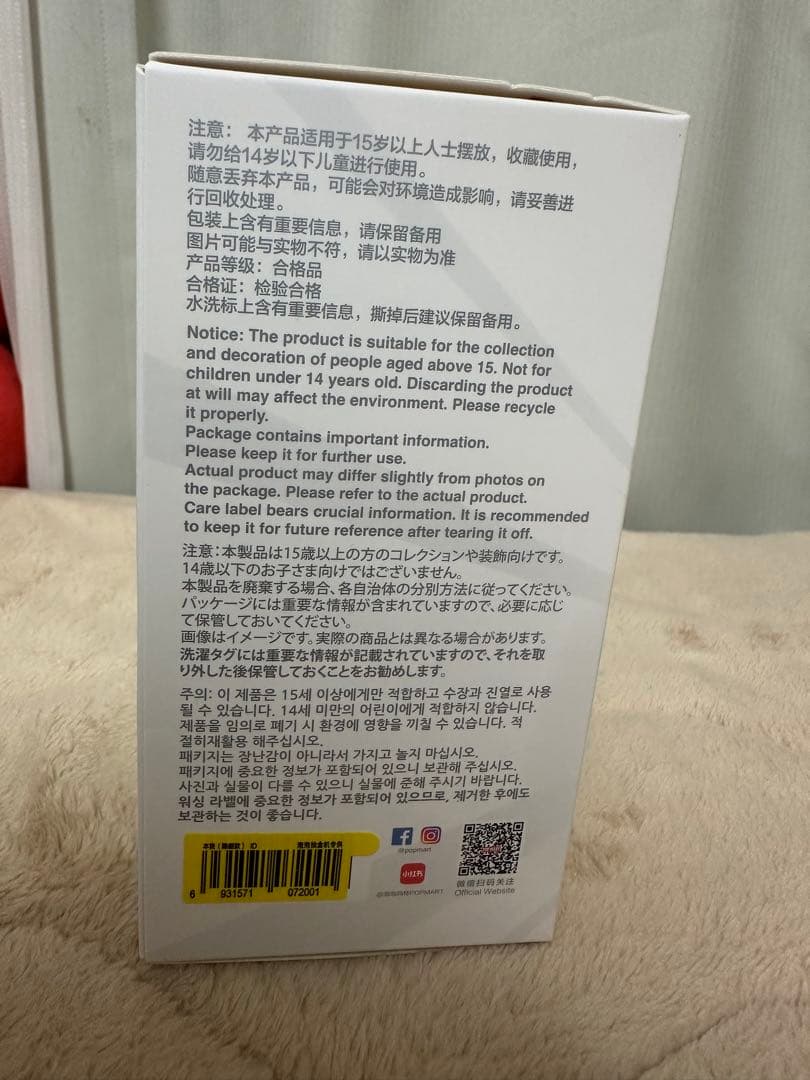 注意： 本产品适用于15岁以上人士摆放，收藏使用，
请勿给14岁以下儿童进行使用。
随意丢弃本产品，可能会对环境造成影响，请妥善进
行回收处理。
包装上含有重要信息，请保留备用
图片可能与实物不符，请以实物为准
产品等级：合格品
合格证：检验合格
水洗标上含有重要信息，撕掉后建议保留备用。
Notice: The product is suitable for the collection
and decoration of people aged above 15. Not for
children under 14 years old. Discarding the product
at will may affect the environment. Please recycle
it properly.
Package contains important information.
Please keep it for further use.
Actual product may differ slightly from photos on
the package. Please refer to the actual product.
Care label bears crucial information. It is recommended
to keep it for future reference after tearing it off.
注意：本製品は15歳以上の方のコレクションや装飾向けです。
14歳以下のお子さま向けではございません。
本製品を廃棄する場合、各自治体の分別方法に従ってください。
パッケージには重要な情報が含まれていますので、必要に応じ
て保管しておいてください。
画像はイメージです。実際の商品とは異なる場合があります。
洗濯タグには重要な情報が記載されていますので、それを取
り外した後保管しておくことをお勧めします。
주의: 이 제품은 15세 이상에게만 적합하고 수장과 진열로 사용
될 수 있습니다. 14세 미만의 어린이에게 적합하지 않습니다.
제품을 임의로 폐기 시 환경에 영향을 끼칠 수 있습니다. 적
절히재활용 해주십시오.
패키지는 장난감이 아니라서 가지고 놀지 마십시오.
패키지에 중요한 정보가 포함되어 있으니 보관해 주십시오.
사진과 실물이 다를 수 있으니 실물에 준해 주시기 바랍니다.
워싱 라벨에 중요한 정보가 포함되어 있으므로, 제거한 후에도
보관하는 것이 좋습니다.
ID
6 931571 072001
@popmart
小红书
POPMART
微信扫码关注
Official Website